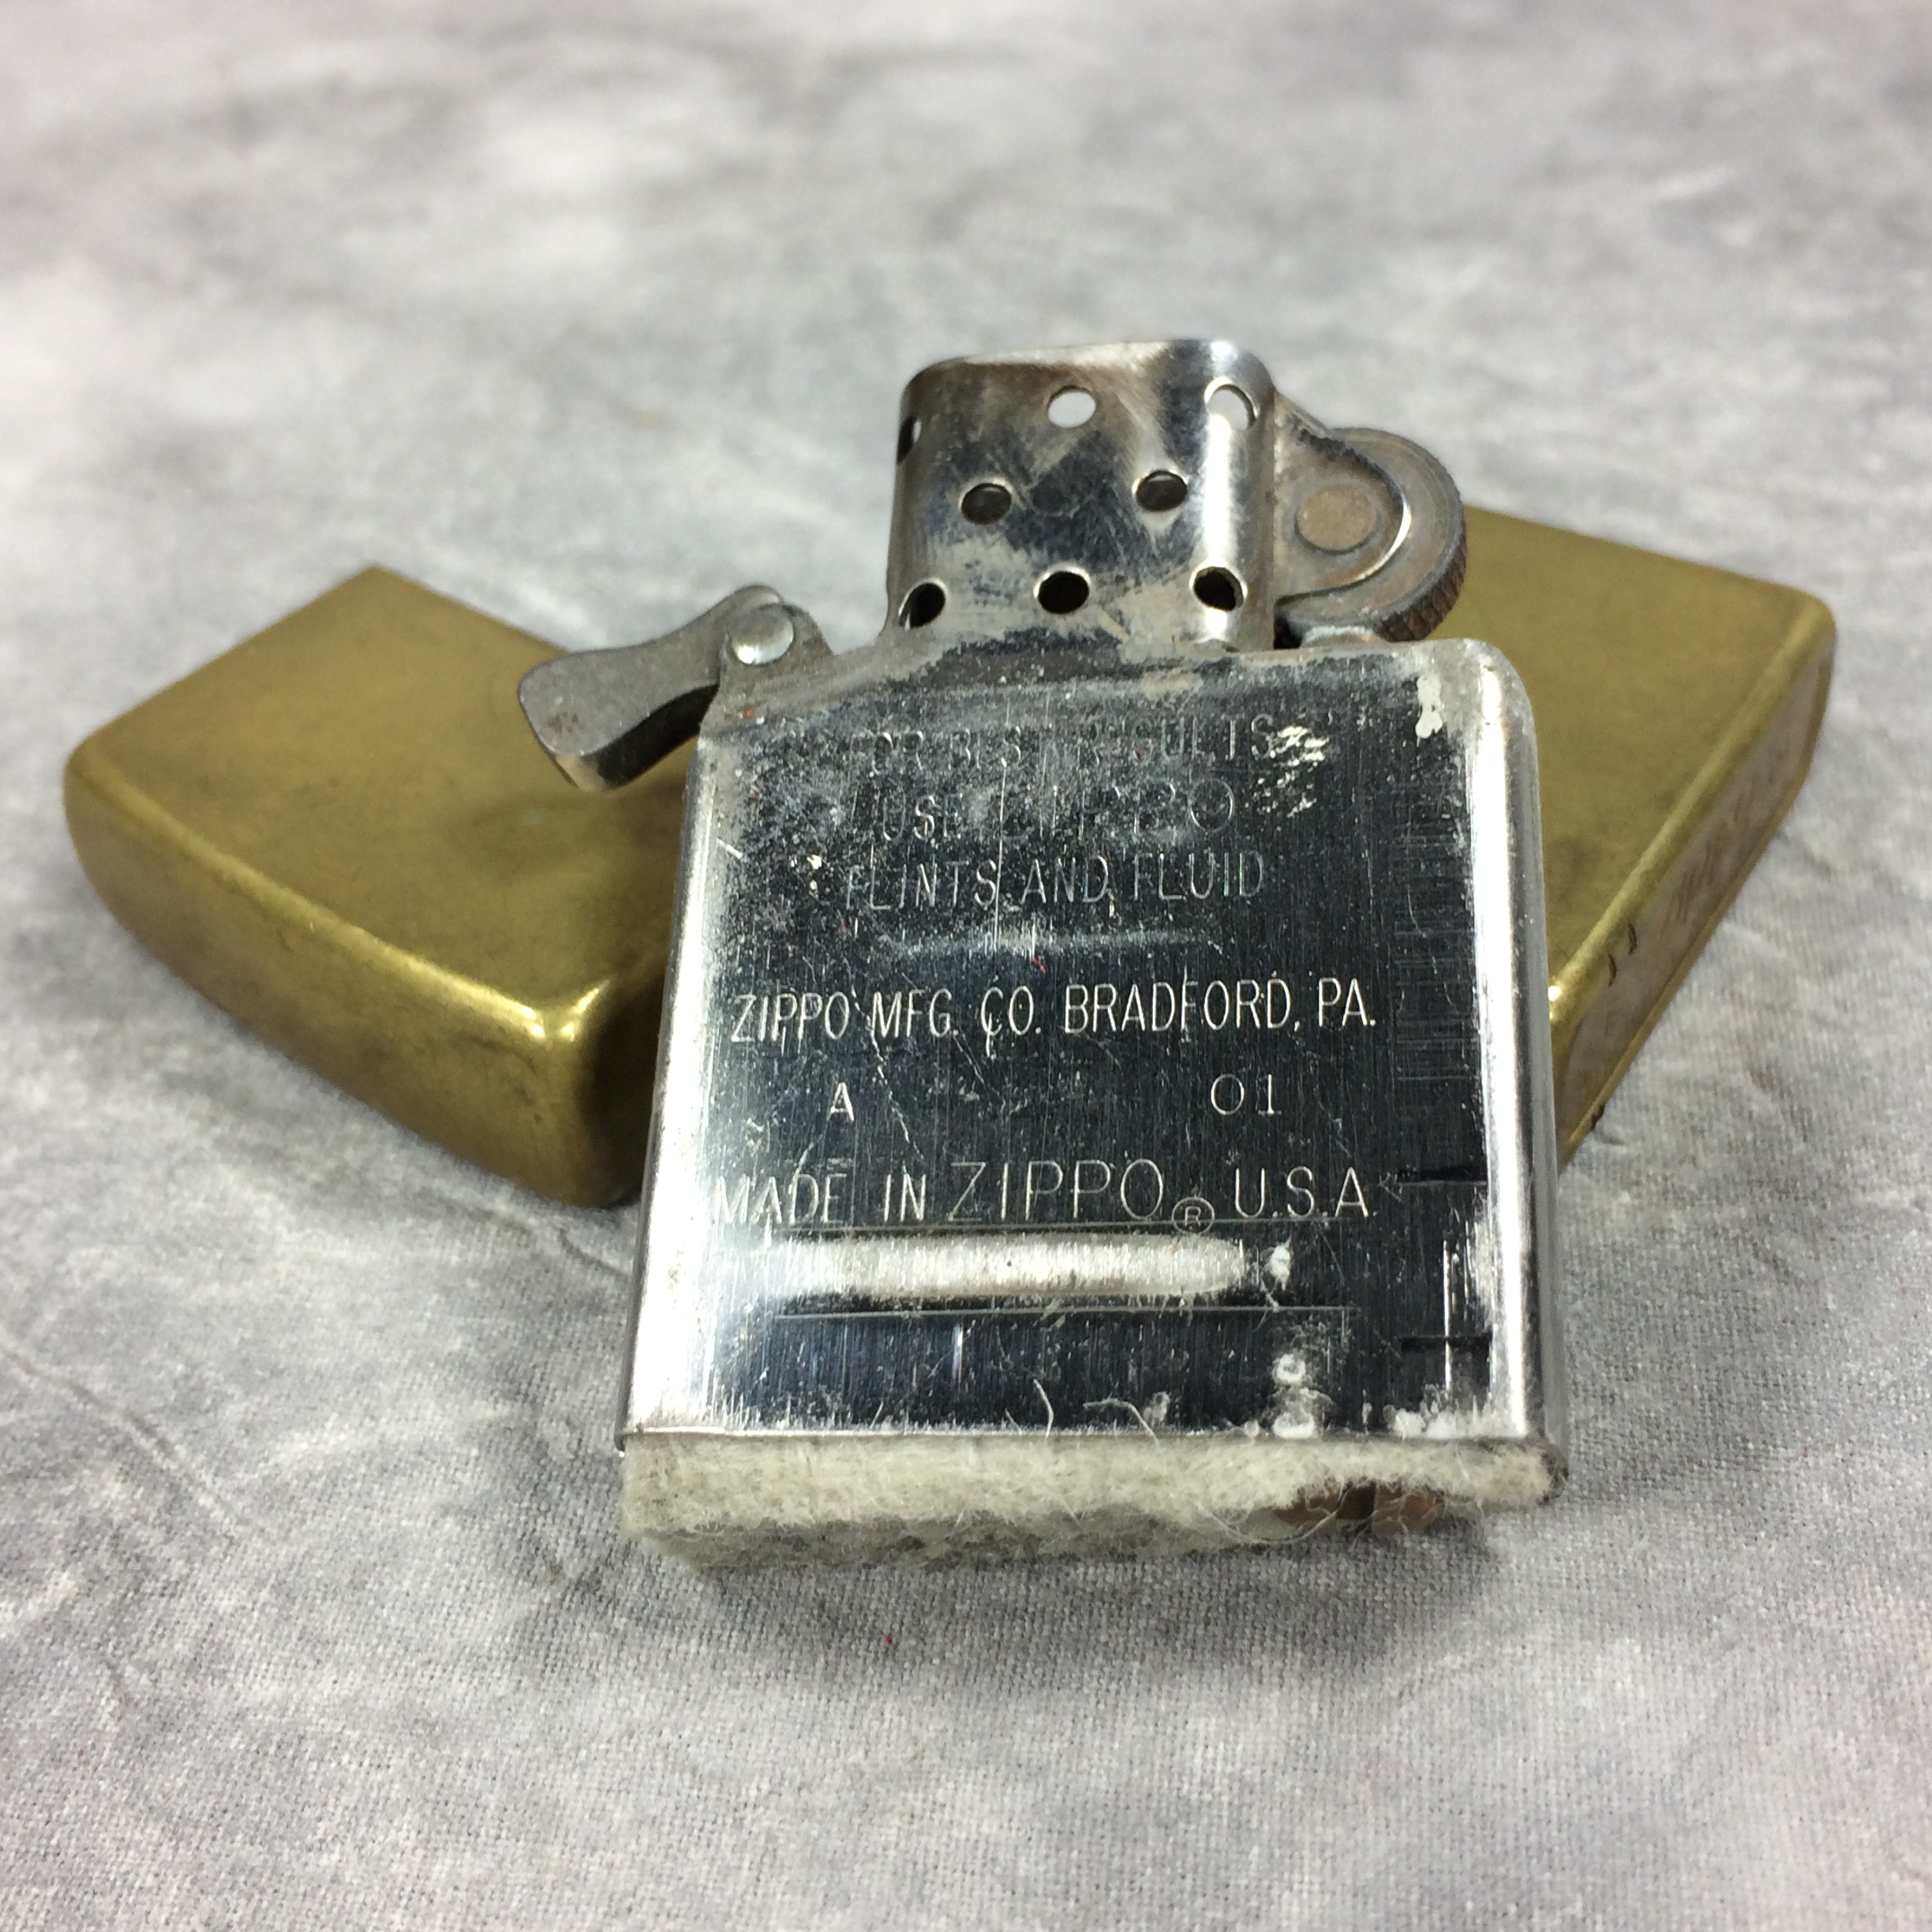 FOR BEST RESULTS
USE ZIPPO
FLINTS AND FLUID
ZIPPO MFG. CO. BRADFORD, PA.
A 01
MADE IN ZIPPO® U.S.A.